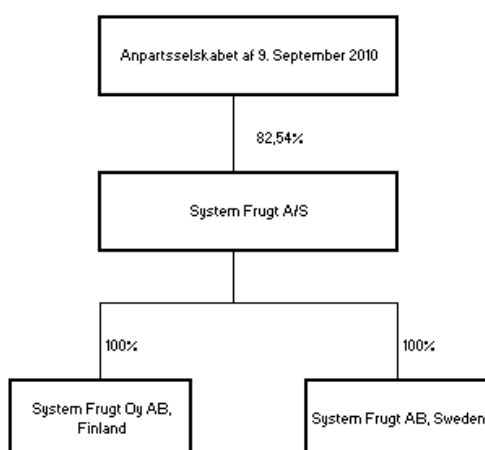 Anpartsselskabet af 9. September 2010
82,54%
System Frugt A/S
100%
100%
System Frugt Oy AB,
Finland
System Frugt AB, Sweden